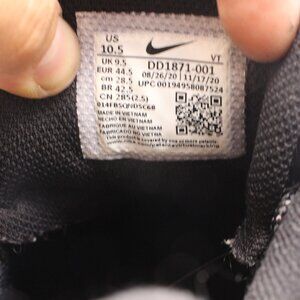 US
10.5
VT
UK 9.5
EUR 44.5
cm 28.5
BR 42.5
CN 285(2.5)
DD1871-001
08/26/20 11/17/20
UPC 00194958087524
MADE IN VIETNAM
FABRIQUE AU VIETNAM
FABRICADO NO VIETNA